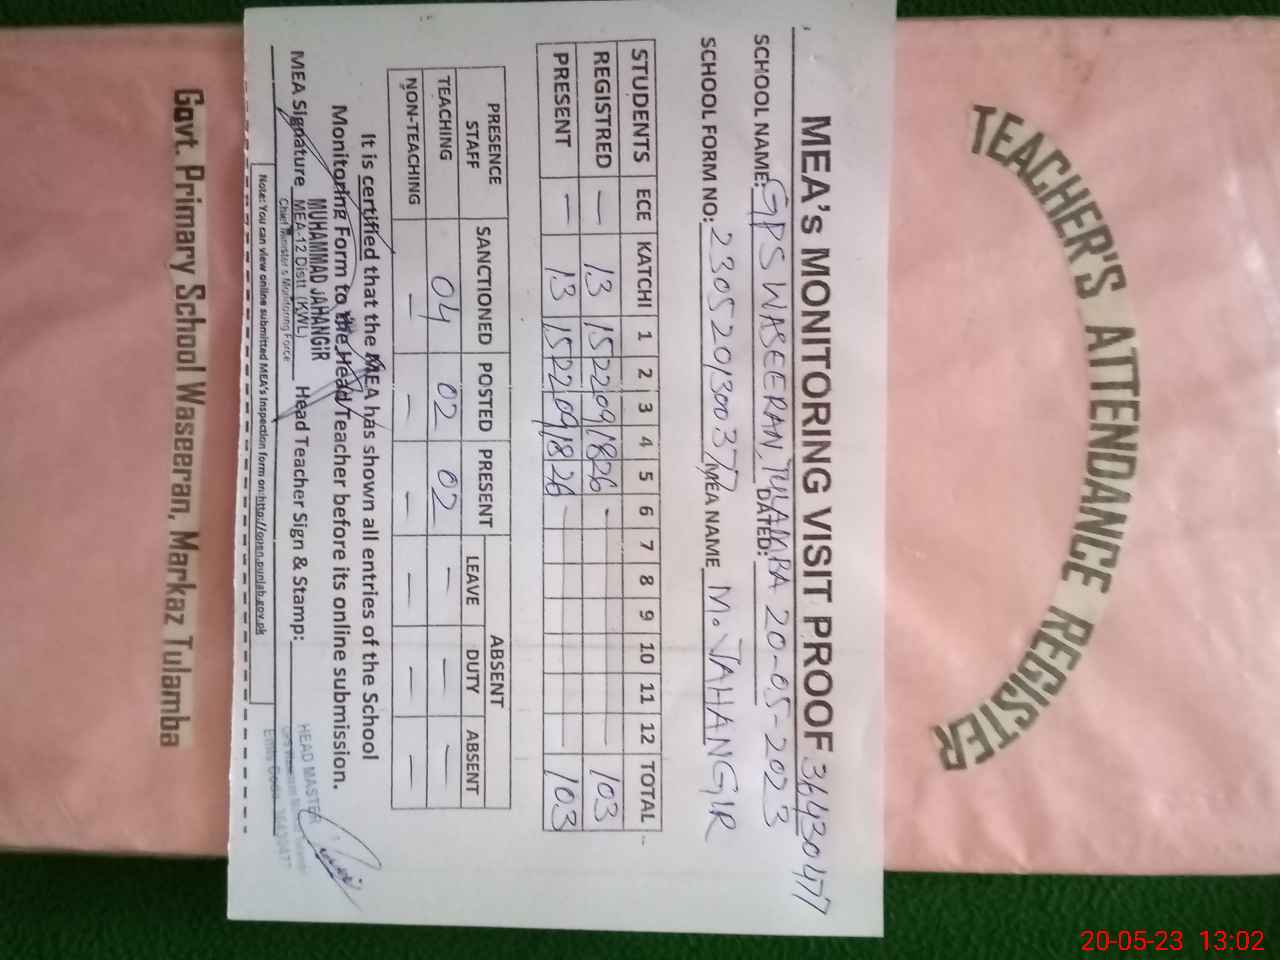 TEACHER'S ATTENDANCE REGISTER
MEA's MONITORING VISIT PROOF 36430477
SCHOOL NAME: GPS WASEERAN, TULAMBA DATED: 20-05-2023
SCHOOL FORM NO: 23052013003 MEA NAME M. JAHANGIR
STUDENTS ECE KATCHI 1 2 3 4 5 6 7 8 9 10 11 12 TOTAL
REGISTRED — 13 15 22 09 18 26 - 103
PRESENT — 13 15 22 09 18 26 - 103
PRESENCE STAFF SANCTIONED POSTED PRESENT ABSENT
LEAVE DUTY ABSENT
TEACHING 04 02 02 — — —
NON-TEACHING — — — — — —
It is certified that the MEA has shown all entries of the School
Monitoring Form to the Head Teacher before its online submission.
MUHAMMAD JAHANGIR
MEA Signature MEA-12 Distt (KWL) Head Teacher Sign & Stamp:
Chief Minister's Monitoring Force
HEAD MASTER
Note: You can view online submitted MEA's Inspection form on: http://open.punjab.gov.pk
Govt. Primary School Waseeran, Markaz Tulamba
20-05-23 13:02